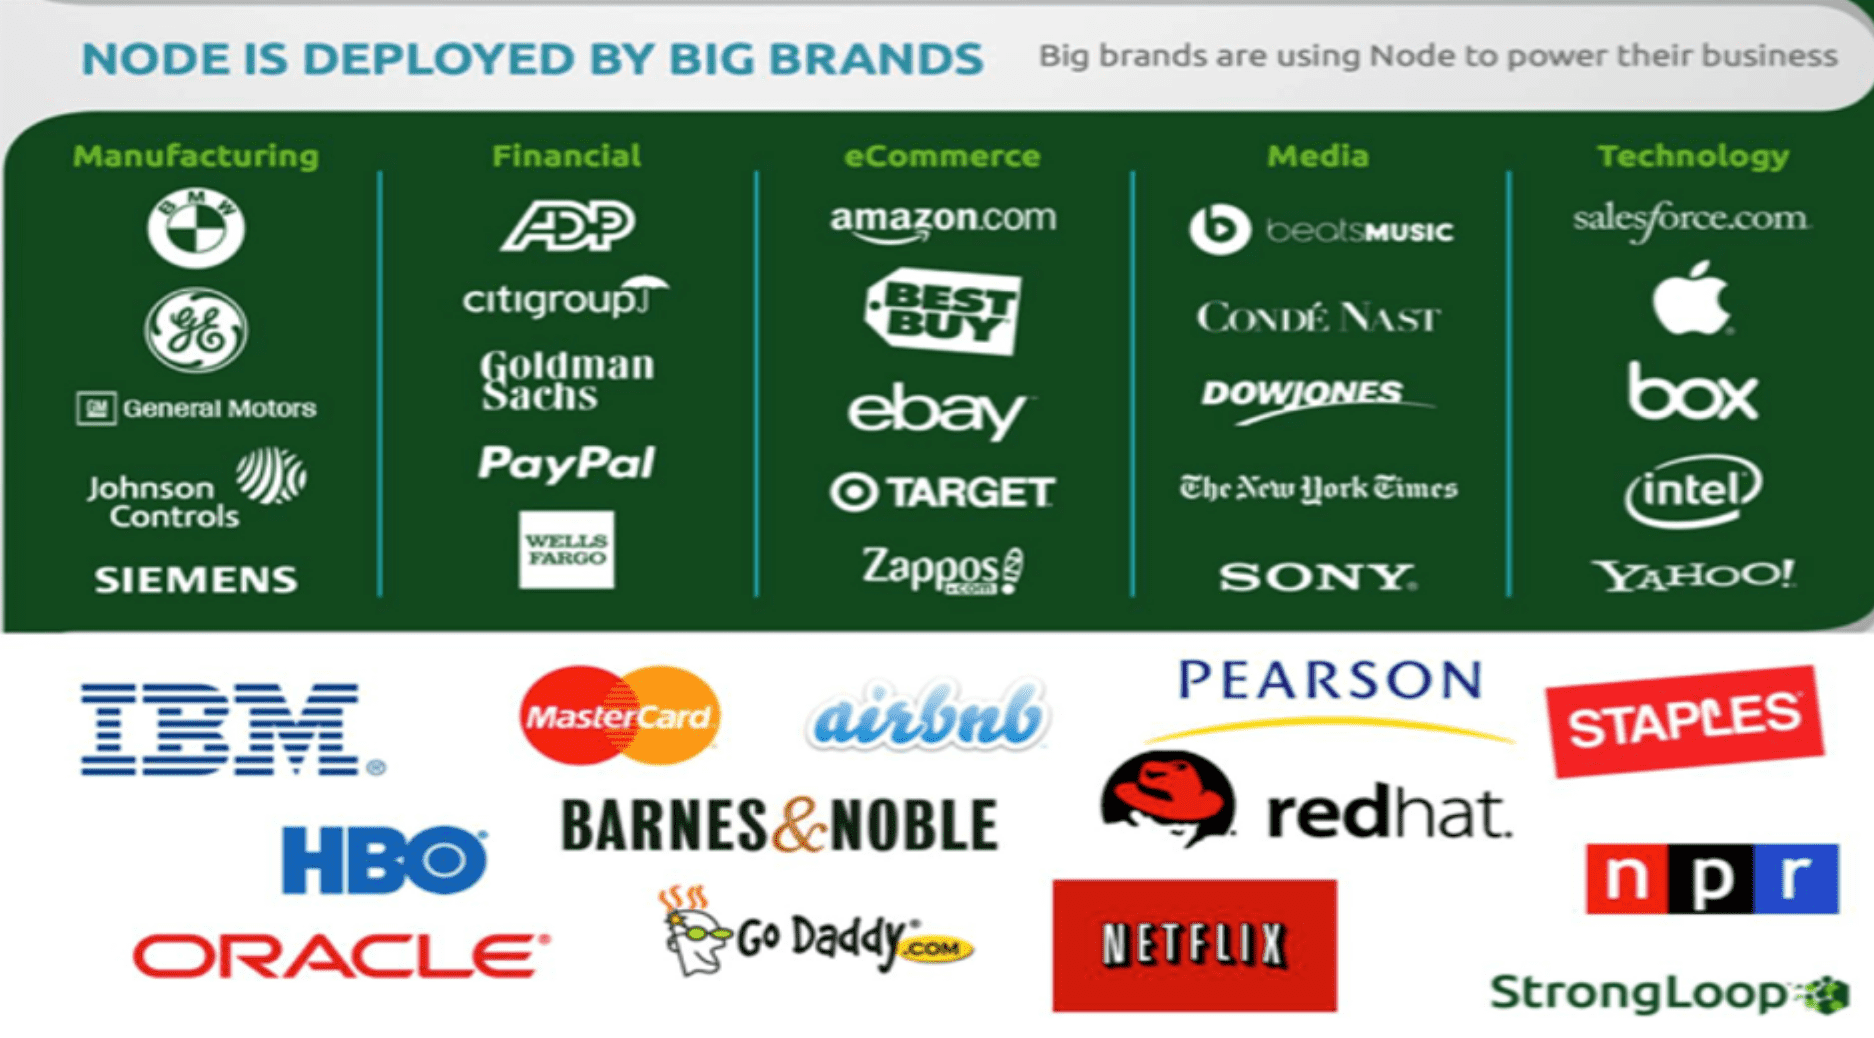 NODE IS DEPLOYED BY BIG BRANDS
Big brands are using Node to power their business
Manufacturing
BMW
GE
GM General Motors
Johnson
Controls
SIEMENS
Financial
ADP
citigroup
Goldman
Sachs
PayPal
WELLS
FARGO
eCommerce
amazon.com
BEST
BUY
ebay
TARGET
Zappos
.com
Media
b beatsMUSIC
CONDÉ NAST
DOWJONES
The New York Times
SONY
Technology
salesforce.com
box
intel
YAHOO!
IBM
MasterCard
airbnb
PEARSON
STAPLES
HBO
BARNES&NOBLE
redhat.
npr
ORACLE
Go Daddy .COM
NETFLIX
StrongLoop